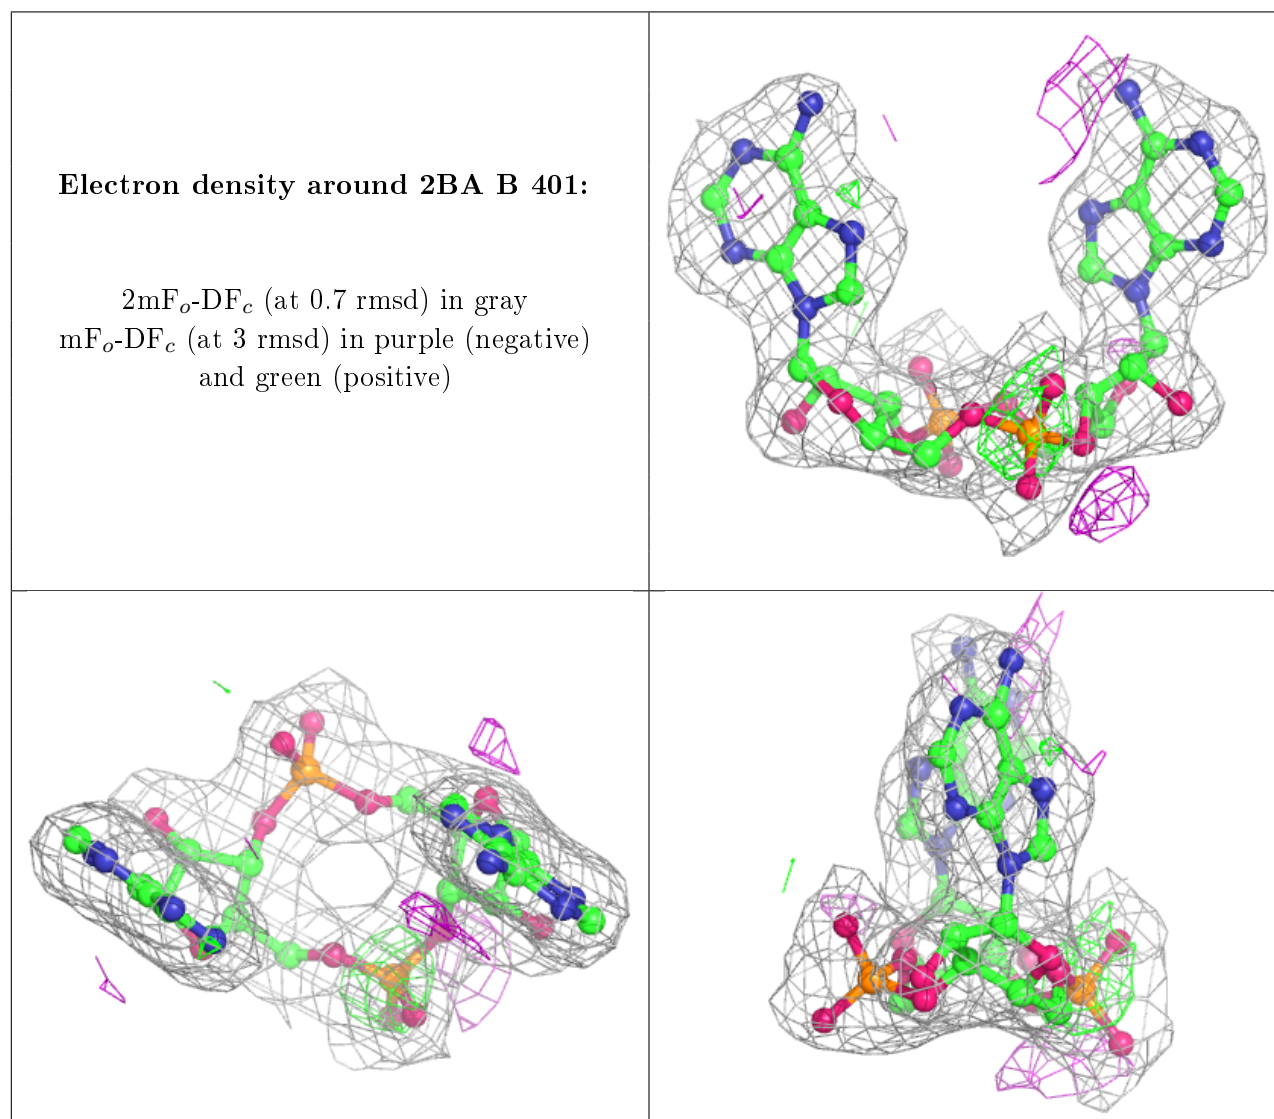 Electron density around 2BA B 401:
2mFo-DFc (at 0.7 rmsd) in gray
mFo-DFc (at 3 rmsd) in purple (negative)
and green (positive)